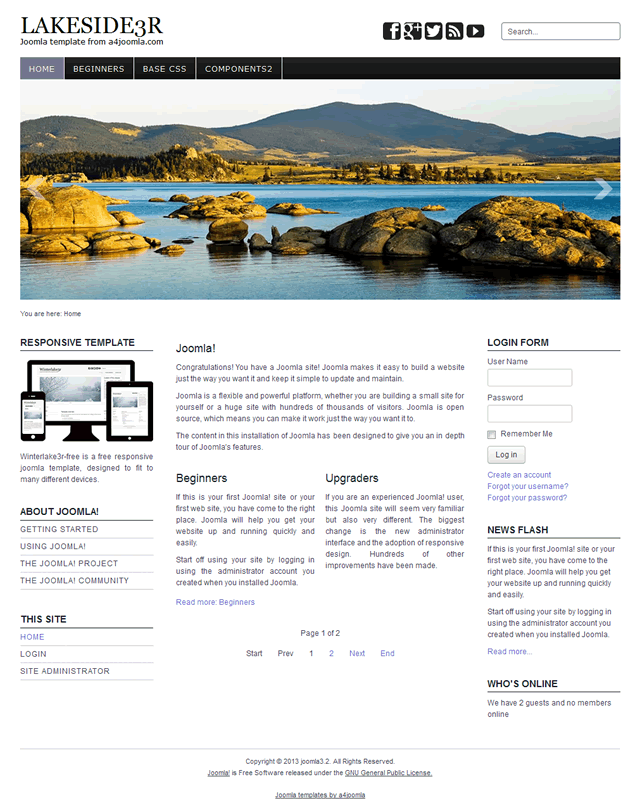 LAKESIDE3R
Joomla template from a4joomla.com
Search...
HOME
BEGINNERS
BASE CSS
COMPONENTS2
You are here: Home
RESPONSIVE TEMPLATE
Winterlake3r
Winterlake3r-free is a free responsive
joomla template, designed to fit to
many different devices.
ABOUT JOOMLA!
GETTING STARTED
USING JOOMLA!
THE JOOMLA! PROJECT
THE JOOMLA! COMMUNITY
THIS SITE
HOME
LOGIN
SITE ADMINISTRATOR
Joomla!
Congratulations! You have a Joomla site! Joomla makes it easy to build a website
just the way you want it and keep it simple to update and maintain.
Joomla is a flexible and powerful platform, whether you are building a small site for
yourself or a huge site with hundreds of thousands of visitors. Joomla is open
source, which means you can make it work just the way you want it to.
The content in this installation of Joomla has been designed to give you an in depth
tour of Joomla's features.
Beginners
If this is your first Joomla! site or your
first web site, you have come to the right
place. Joomla will help you get your
website up and running quickly and
easily.
Start off using your site by logging in
using the administrator account you
created when you installed Joomla.
Read more: Beginners
Upgraders
If you are an experienced Joomla! user,
this Joomla site will seem very familiar
but also very different. The biggest
change is the new administrator
interface and the adoption of responsive
design. Hundreds of other
improvements have been made.
Page 1 of 2
Start Prev 1 2 Next End
LOGIN FORM
User Name
Password
Remember Me
Log in
Create an account
Forgot your username?
Forgot your password?
NEWS FLASH
If this is your first Joomla! site or your
first web site, you have come to the
right place. Joomla will help you get
your website up and running quickly
and easily.
Start off using your site by logging in
using the administrator account you
created when you installed Joomla.
Read more...
WHO'S ONLINE
We have 2 guests and no members
online
Copyright © 2013 joomla3.2. All Rights Reserved.
Joomla! is Free Software released under the GNU General Public License.
Joomla templates by a4joomla